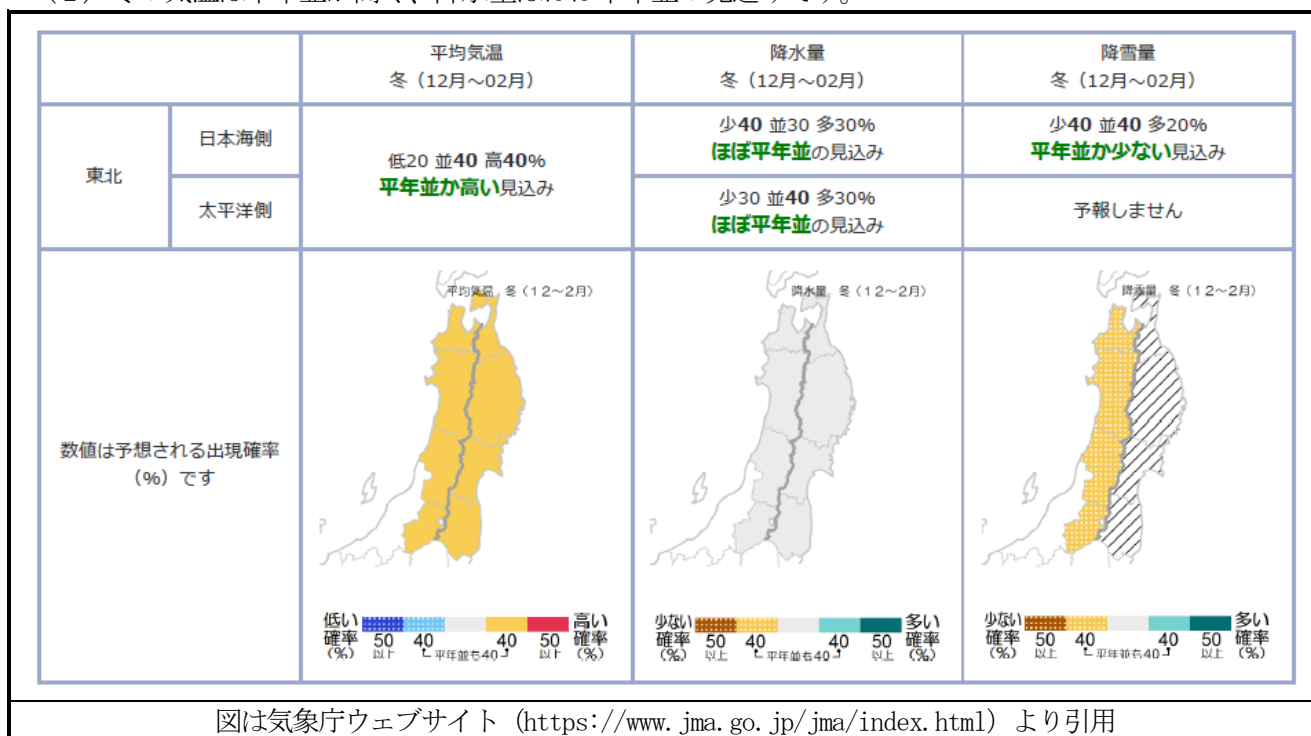 平均気温
冬（12月～02月）
降水量
冬（12月～02月）
降雪量
冬（12月～02月）
東北
日本海側
低20 並40 高40%
平年並か高い見込み
少40 並30 多30%
ほぼ平年並の見込み
少40 並40 多20%
平年並か少ない見込み
太平洋側
少30 並40 多30%
ほぼ平年並の見込み
予報しません
数値は予想される出現確率
（%）です
平均気温 冬（12～2月）
降水量 冬（12～2月）
降雪量 冬（12～2月）
低い
確率
（%）
50
以上
40
平年並も40
40
50
以上
高い
確率
（%）
少ない
確率
（%）
50
以上
40
平年並も40
40
50
以上
多い
確率
（%）
少ない
確率
（%）
50
以上
40
平年並も40
40
50
以上
多い
確率
（%）
図は気象庁ウェブサイト（https://www.jma.go.jp/jma/index.html）より引用